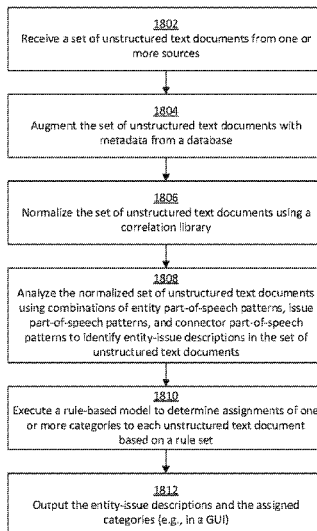 1802
Receive a set of unstructured text documents from one or
more sources
1804
Augment the set of unstructured text documents with
metadata from a database
1806
Normalize the set of unstructured text documents using a
correlation library
1808
Analyze the normalized set of unstructured text documents
using combinations of entity part-of-speech patterns, issue
part-of-speech patterns, and connector part-of-speech
patterns to identify entity-issue descriptions in the set of
unstructured text documents
1810
Execute a rule-based model to determine assignments of one
or more categories to each unstructured text document
based on a rule set
1812
Output the entity-issue descriptions and the assigned
categories (e.g., in a GUI)